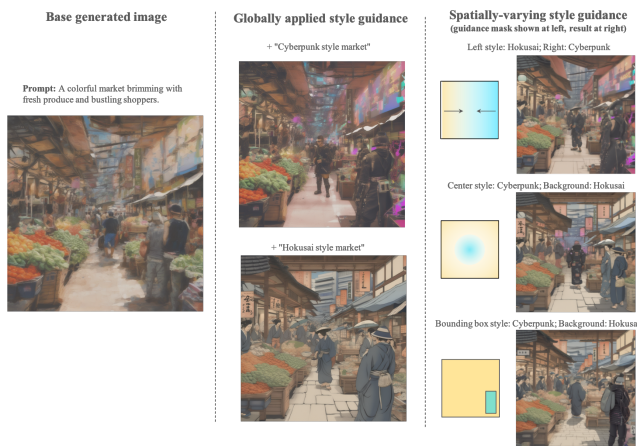 Base generated image
Prompt: A colorful market brimming with
fresh produce and bustling shoppers.
Globally applied style guidance
+ "Cyberpunk style market"
+ "Hokusai style market"
Spatially-varying style guidance
(guidance mask shown at left, result at right)
Left style: Hokusai; Right: Cyberpunk
Center style: Cyberpunk; Background: Hokusai
Bounding box style: Cyberpunk; Background: Hokusa